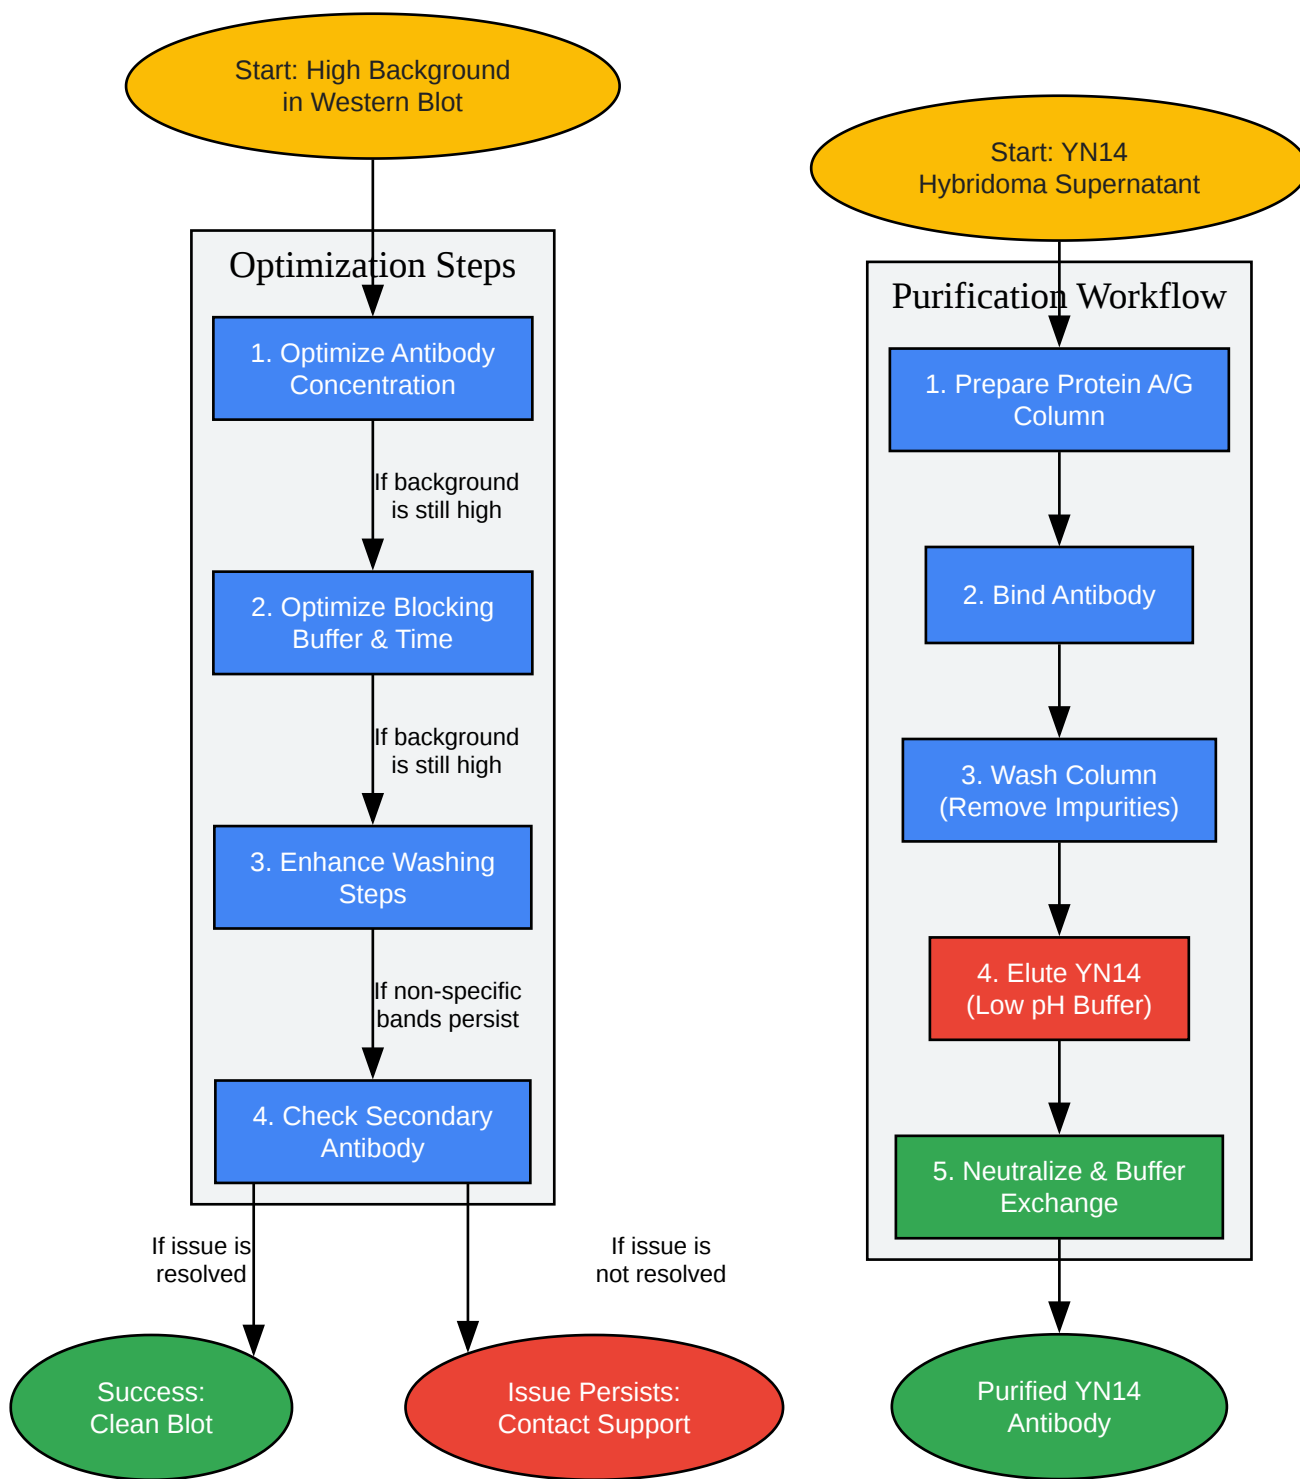 Start: High Background
in Western Blot
Optimization Steps
1. Optimize Antibody
Concentration
If background
is still high
2. Optimize Blocking
Buffer & Time
If background
is still high
3. Enhance Washing
Steps
If non-specific
bands persist
4. Check Secondary
Antibody
If issue is
resolved
If issue is
not resolved
Success:
Clean Blot
Issue Persists:
Contact Support
Start: YN14
Hybridoma Supernatant
Purification Workflow
1. Prepare Protein A/G
Column
2. Bind Antibody
3. Wash Column
(Remove Impurities)
4. Elute YN14
(Low pH Buffer)
5. Neutralize & Buffer
Exchange
Purified YN14
Antibody